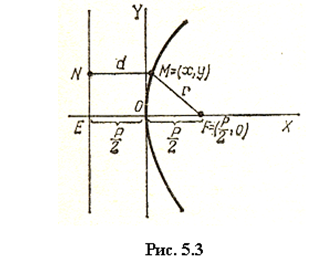 Y
d
N
M=(x,y)
r
O
E
P/2
P/2
F=(P/2,0)
X
Рис. 5.3